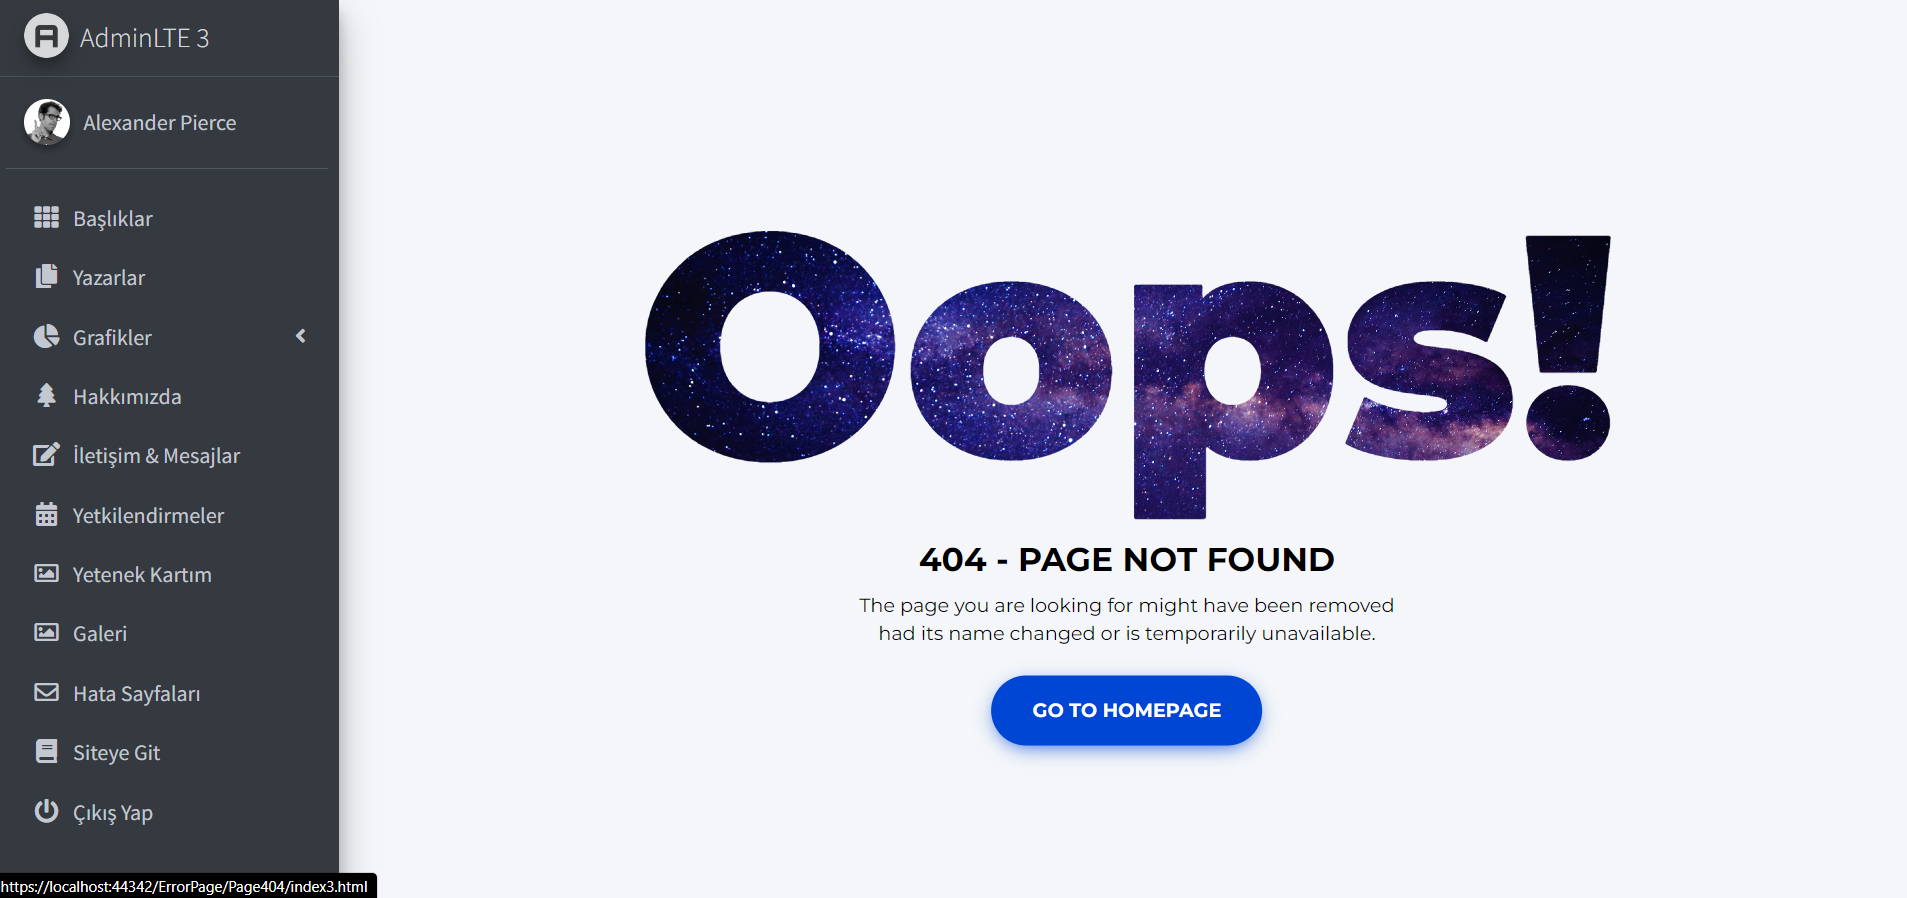 AdminLTE 3
Alexander Pierce
Başlıklar
Yazarlar
Grafikler
Hakkımızda
İletişim & Mesajlar
Yetkilendirmeler
Yetenek Kartım
Galeri
Hata Sayfaları
Siteye Git
Çıkış Yap
Oops!
404 - PAGE NOT FOUND
The page you are looking for might have been removed
had its name changed or is temporarily unavailable.
GO TO HOMEPAGE
https://localhost:44342/ErrorPage/Page404/index3.html